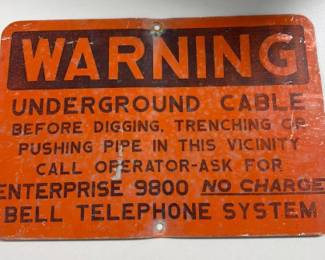 WARNING
UNDERGROUND CABLE
BEFORE DIGGING, TRENCHING OR
PUSHING PIPE IN THIS VICINITY
CALL OPERATOR-ASK FOR
ENTERPRISE 9800 NO CHARGE
BELL TELEPHONE SYSTEM